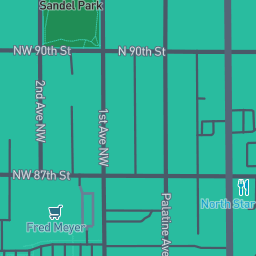 Sandel Park
NW 90th St
N 90th St
2nd Ave NW
1st Ave NW
NW 87th St
Palatine Ave
North Star
Fred Meyer